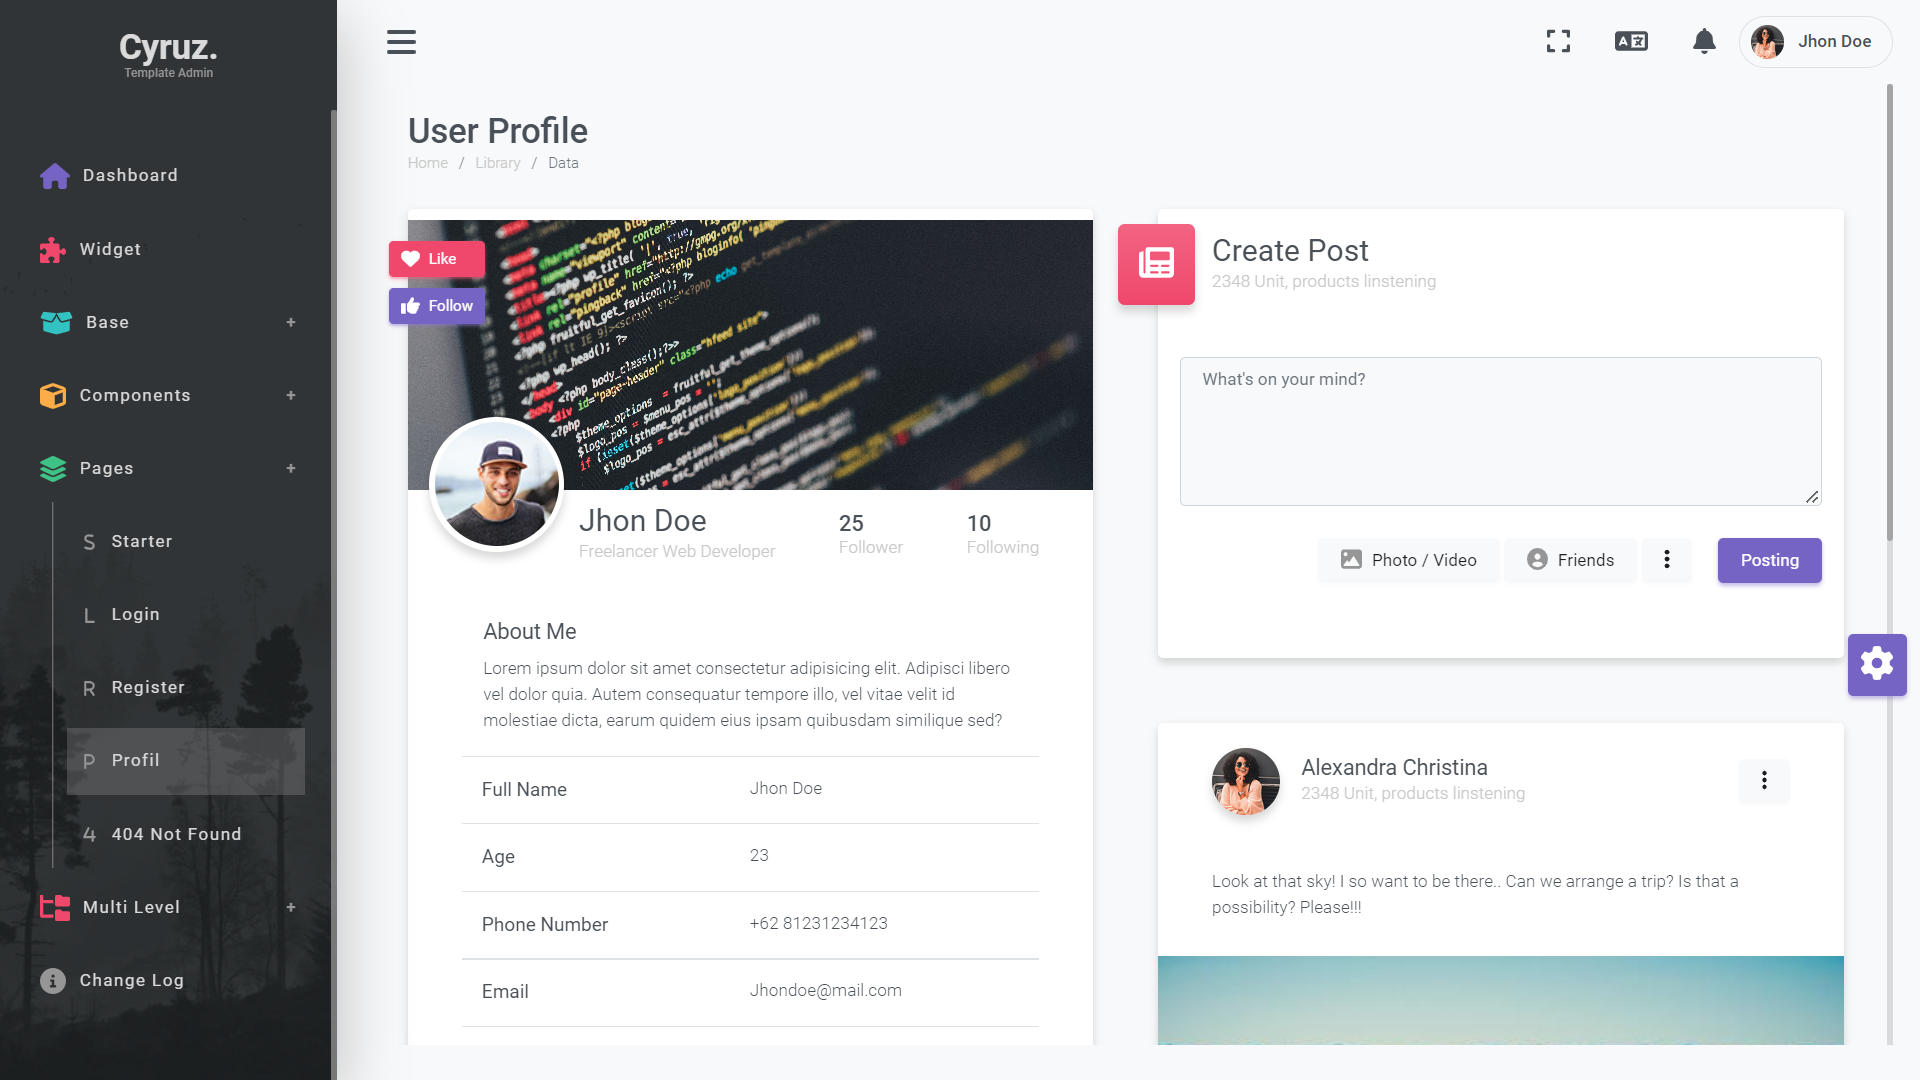 Cyruz.
Template Admin
Dashboard
Widget
Base +
Components +
Pages +
S Starter
L Login
R Register
P Profil
4 404 Not Found
Multi Level +
Change Log
Jhon Doe
User Profile
Home / Library / Data
Like
Follow
Jhon Doe
Freelancer Web Developer
25
Follower
10
Following
About Me
Lorem ipsum dolor sit amet consectetur adipisicing elit. Adipisci libero
vel dolor quia. Autem consequatur tempore illo, vel vitae velit id
molestiae dicta, earum quidem eius ipsam quibusdam similique sed?
Full Name Jhon Doe
Age 23
Phone Number +62 81231234123
Email Jhondoe@mail.com
Create Post
2348 Unit, products linstening
What's on your mind?
Photo / Video
Friends
Posting
Alexandra Christina
2348 Unit, products linstening
Look at that sky! I so want to be there.. Can we arrange a trip? Is that a
possibility? Please!!!